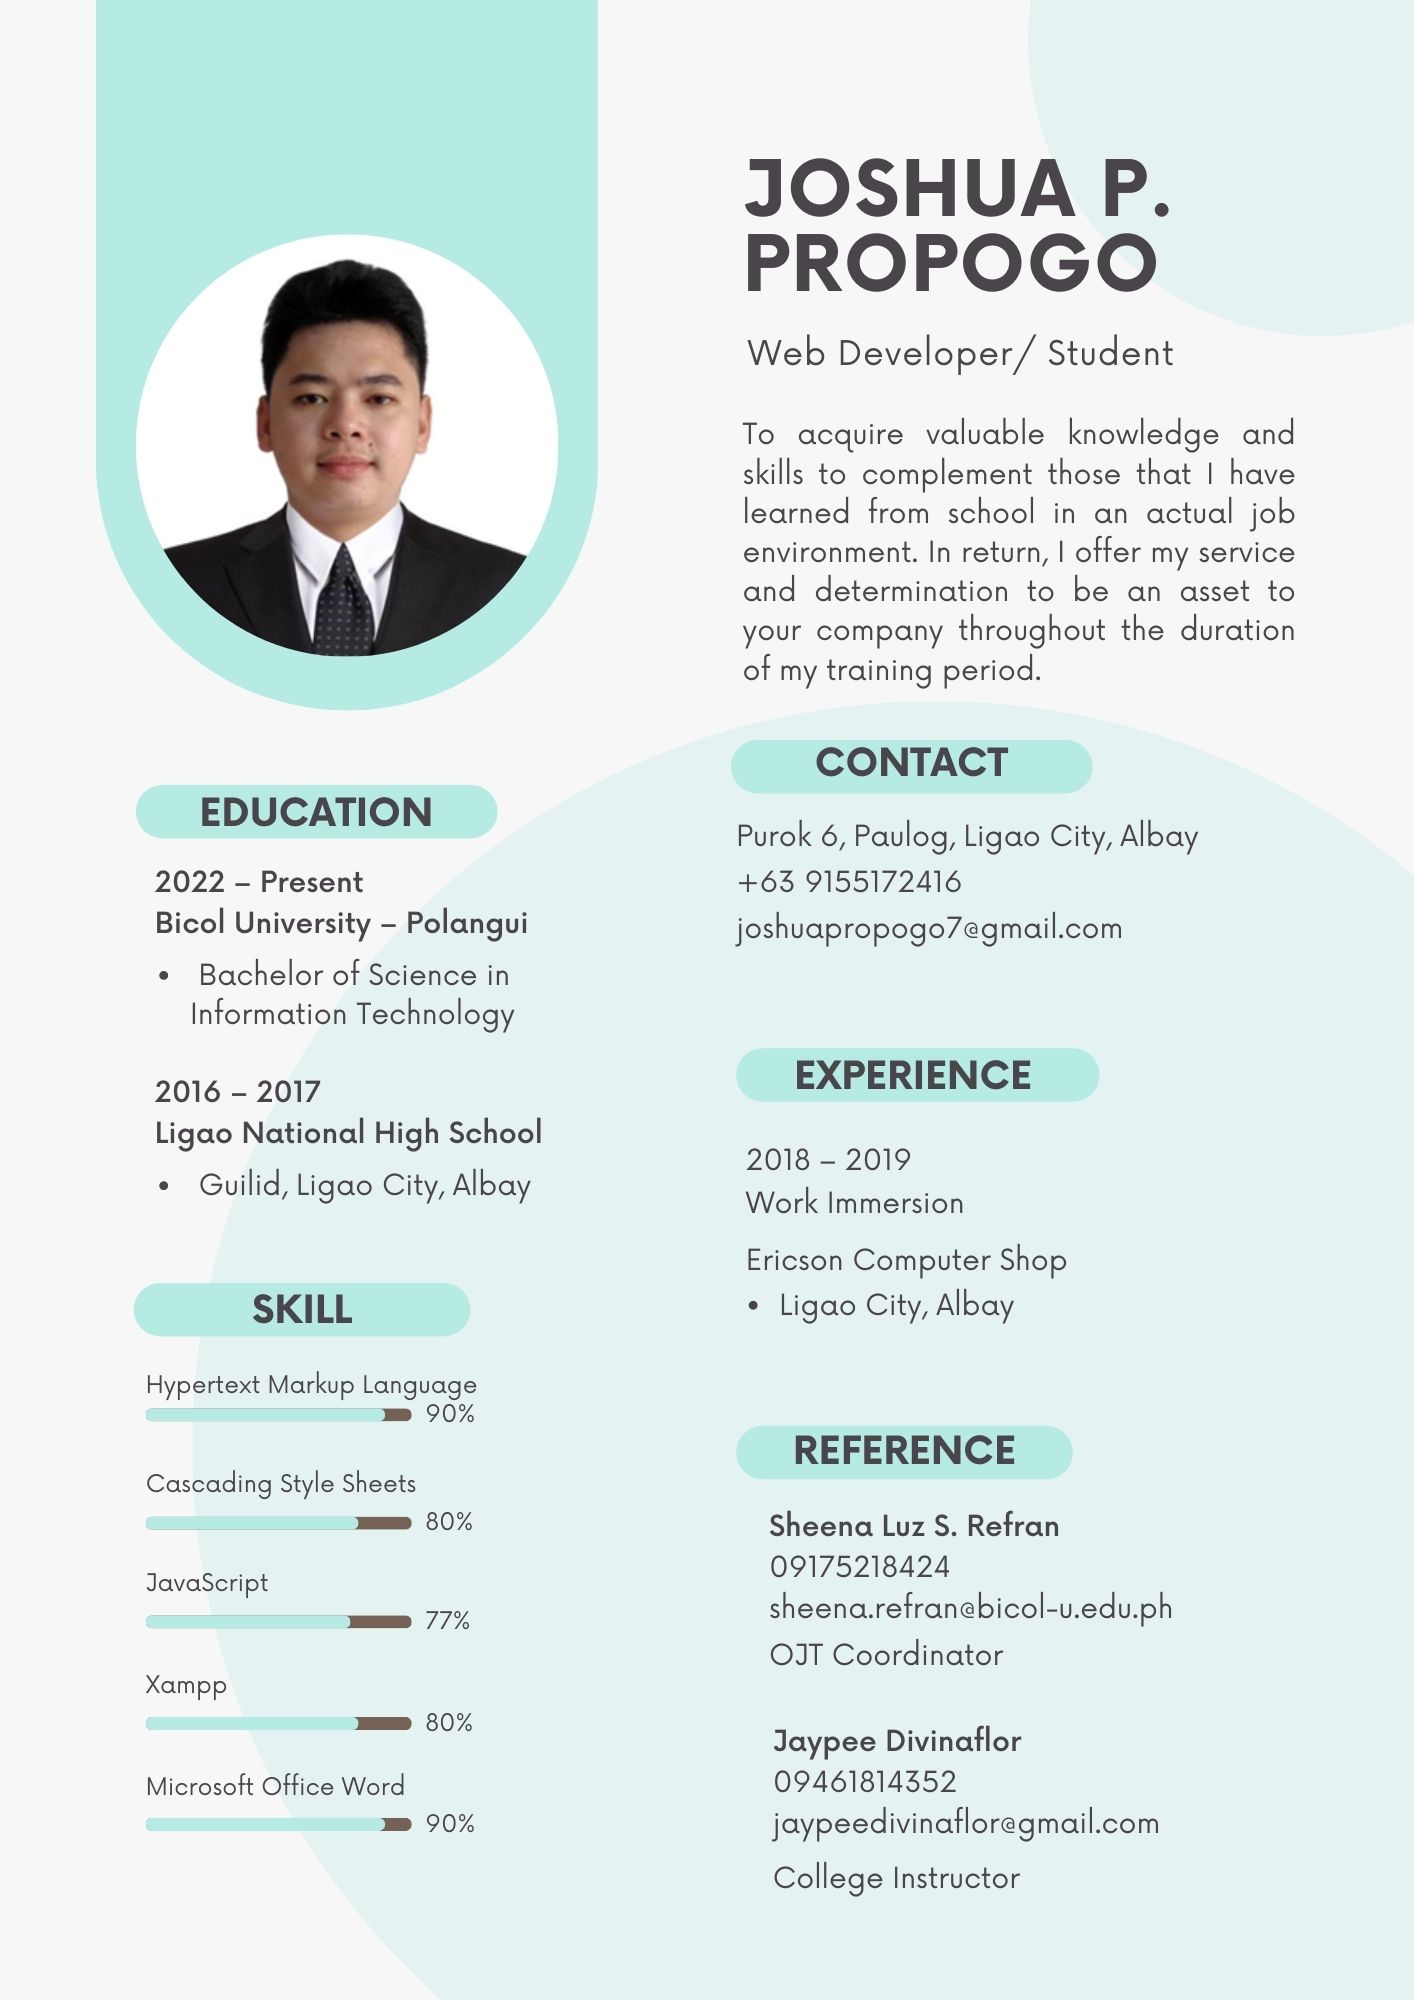 JOSHUA P.
PROPOGO
Web Developer/ Student
To acquire valuable knowledge and
skills to complement those that I have
learned from school in an actual job
environment. In return, I offer my service
and determination to be an asset to
your company throughout the duration
of my training period.
EDUCATION
2022 – Present
Bicol University – Polangui
• Bachelor of Science in
Information Technology
2016 – 2017
Ligao National High School
• Guilid, Ligao City, Albay
SKILL
Hypertext Markup Language
90%
Cascading Style Sheets
80%
JavaScript
77%
Xampp
80%
Microsoft Office Word
90%
CONTACT
Purok 6, Paulog, Ligao City, Albay
+63 9155172416
joshuapropogo7@gmail.com
EXPERIENCE
2018 – 2019
Work Immersion
Ericson Computer Shop
• Ligao City, Albay
REFERENCE
Sheena Luz S. Refran
09175218424
sheena.refran@bicol-u.edu.ph
OJT Coordinator
Jaypee Divinaflor
09461814352
jaypeedivinaflor@gmail.com
College Instructor